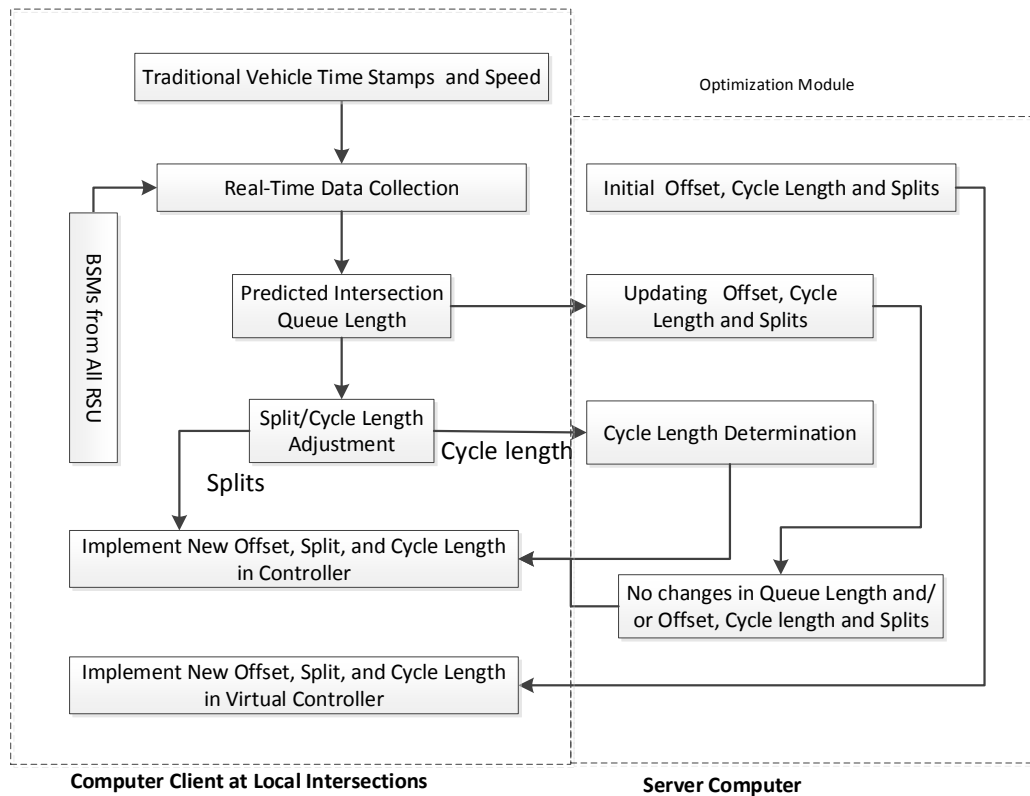 Traditional Vehicle Time Stamps and Speed
Optimization Module
Real-Time Data Collection
Initial Offset, Cycle Length and Splits
BSMs from All RSU
Predicted Intersection
Queue Length
Updating Offset, Cycle
Length and Splits
Split/Cycle Length
Adjustment
Cycle length
Cycle Length Determination
Splits
Implement New Offset, Split, and Cycle Length
in Controller
No changes in Queue Length and/
or Offset, Cycle length and Splits
Implement New Offset, Split, and Cycle Length
in Virtual Controller
Computer Client at Local Intersections
Server Computer